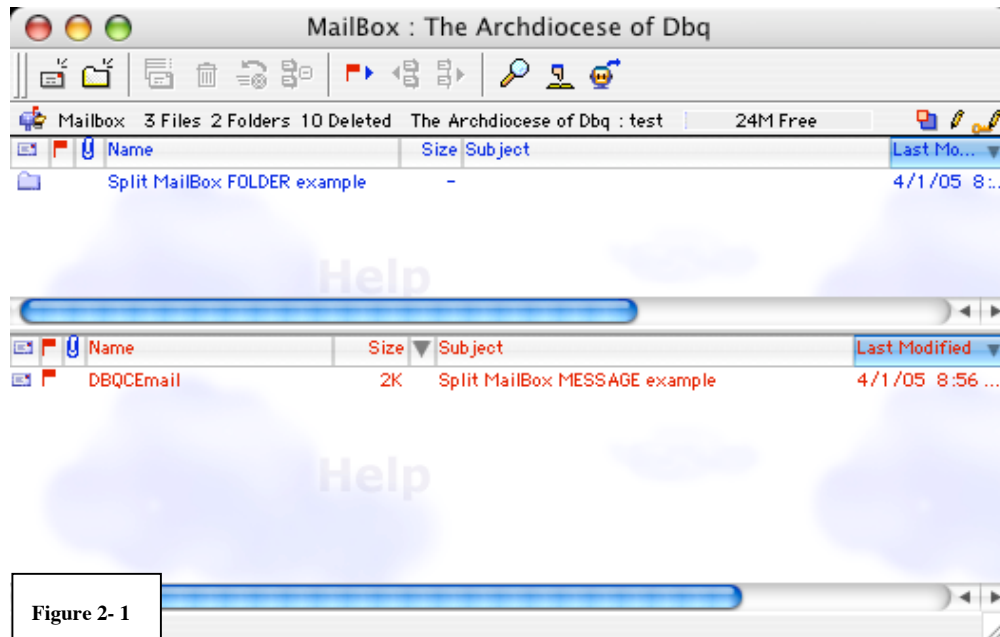 MailBox : The Archdiocese of Dbq
Mailbox 3 Files 2 Folders 10 Deleted The Archdiocese of Dbq : test 24M Free
Name Size Subject Last Mo...
Split MailBox FOLDER example - 4/1/05 8:..
Help
Name Size Subject Last Modified
DBQCEmail 2K Split MailBox MESSAGE example 4/1/05 8:56 ...
Help
Figure 2- 1